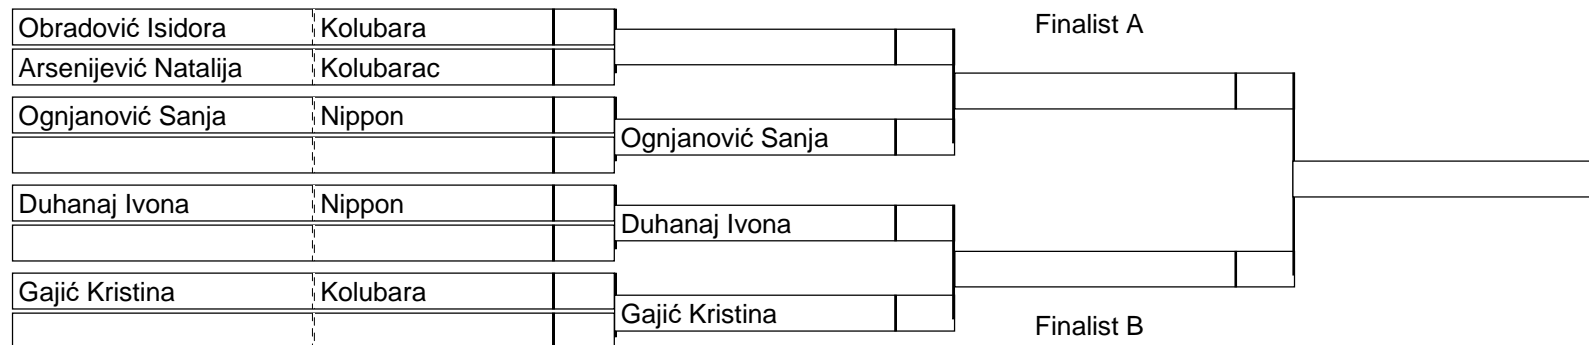 Obradović Isidora Kolubara
Finalist A
Arsenijević Natalija Kolubarac
Ognjanović Sanja Nippon
Ognjanović Sanja
Duhanaj Ivona Nippon
Duhanaj Ivona
Gajić Kristina Kolubara
Gajić Kristina
Finalist B